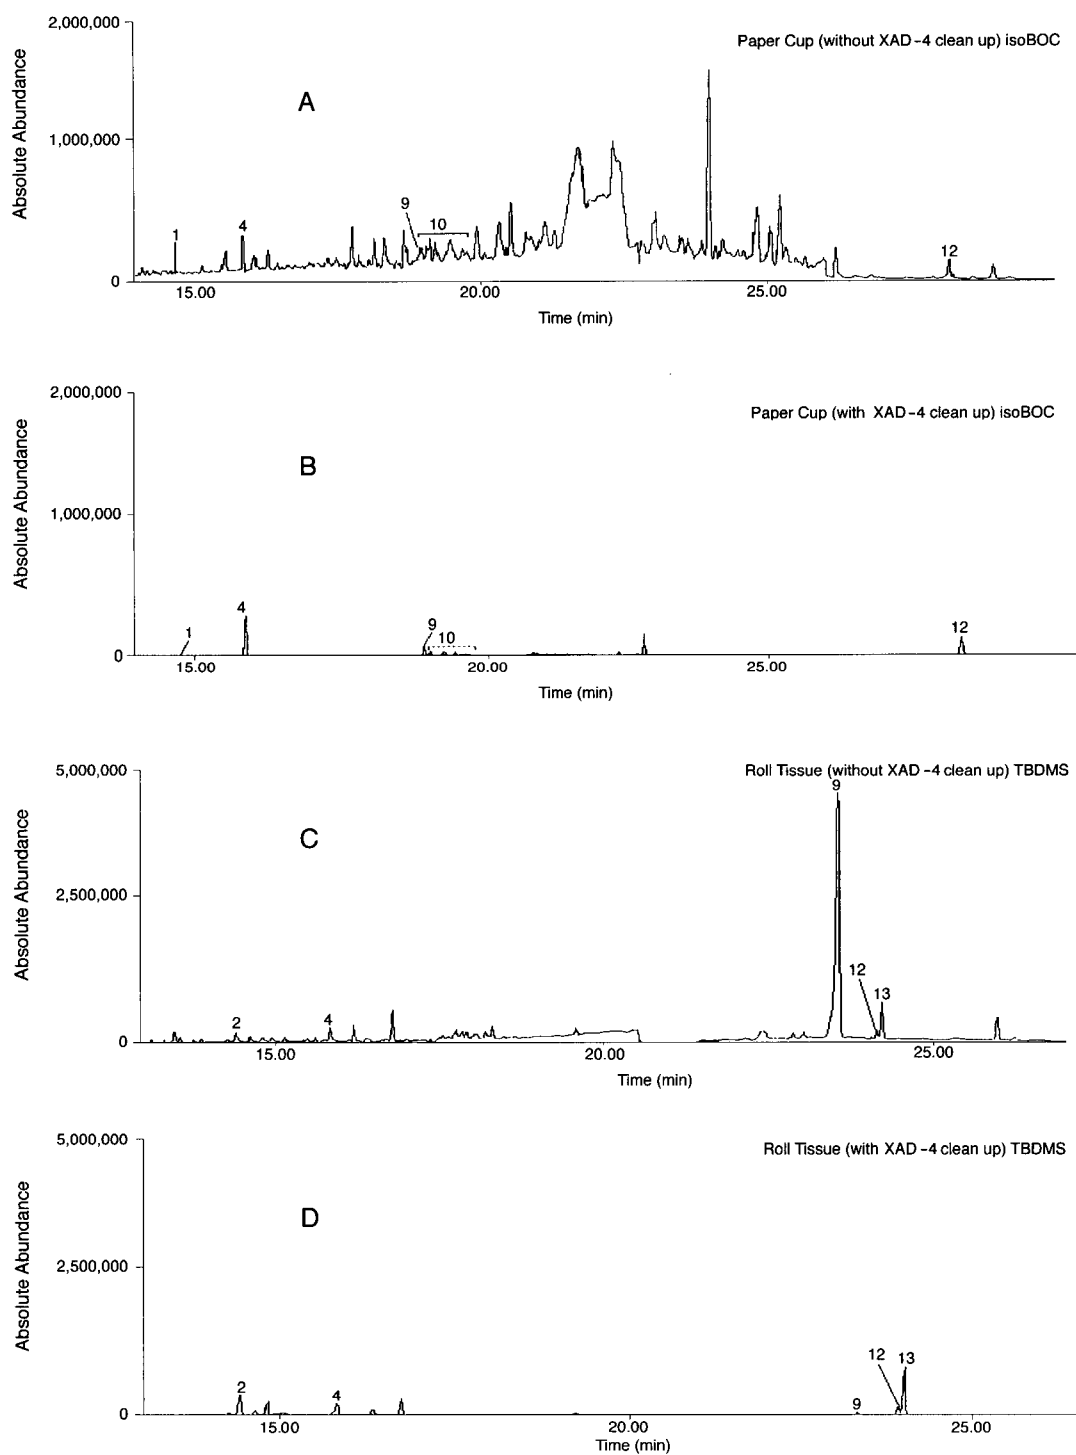 2,000,000
Paper Cup (without XAD-4 clean up) isoBOC
Absolute Abundance
A
1,000,000
9
10
1
4
12
0
15.00 20.00 25.00
Time (min)
2,000,000
Paper Cup (with XAD-4 clean up) isoBOC
Absolute Abundance
B
1,000,000
4
1
9
10
12
0
15.00 20.00 25.00
Time (min)
5,000,000
Roll Tissue (without XAD-4 clean up) TBDMS
9
Absolute Abundance
C
2,500,000
12
13
2
4
0
15.00 20.00 25.00
Time (min)
5,000,000
Roll Tissue (with XAD-4 clean up) TBDMS
Absolute Abundance
D
2,500,000
12
13
2
4
9
0
15.00 20.00 25.00
Time (min)